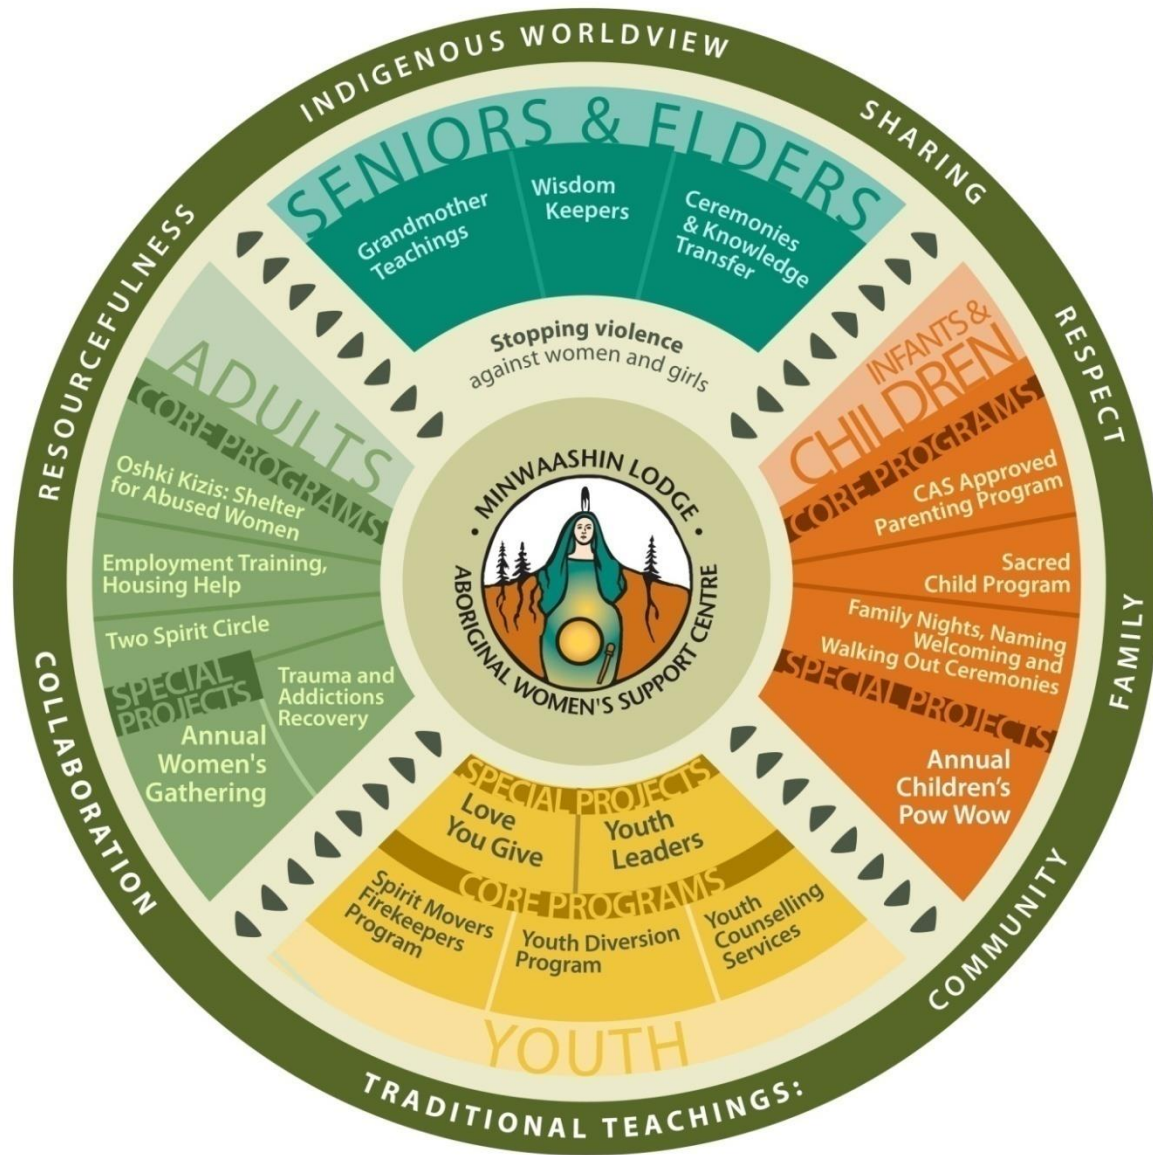 TRADITIONAL TEACHINGS:
COLLABORATION
RESOURCEFULNESS
INDIGENOUS WORLDVIEW
SHARING
RESPECT
FAMILY
COMMUNITY
SENIORS & ELDERS
Grandmother
Teachings
Wisdom
Keepers
Ceremonies
& Knowledge
Transfer
Stopping violence
against women and girls
INFANTS &
CHILDREN
CORE PROGRAMS
CAS Approved
Parenting Program
Sacred
Child Program
Family Nights, Naming
Welcoming and
Walking Out Ceremonies
SPECIAL PROJECTS
Annual
Children's
Pow Wow
SPECIAL PROJECTS
Love
You Give
Youth
Leaders
CORE PROGRAMS
Spirit Movers
Firekeepers
Program
Youth Diversion
Program
Youth
Counselling
Services
YOUTH
ADULTS
CORE PROGRAMS
Oshki Kizis: Shelter
for Abused Women
Employment Training,
Housing Help
Two Spirit Circle
Trauma and
Addictions
Recovery
SPECIAL
PROJECTS
Annual
Women's
Gathering
• MINWAASHIN LODGE •
ABORIGINAL WOMEN'S SUPPORT CENTRE